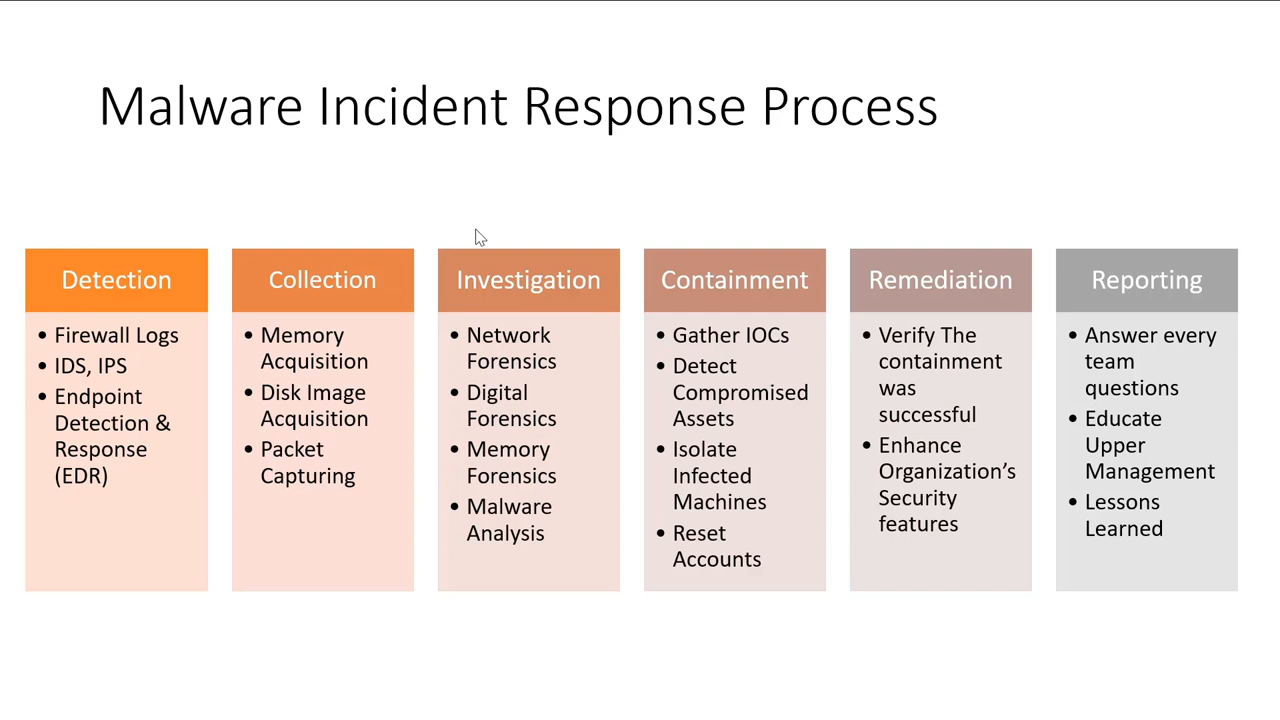 Malware Incident Response Process
Detection
• Firewall Logs
• IDS, IPS
• Endpoint
Detection &
Response
(EDR)
Collection
• Memory
Acquisition
• Disk Image
Acquisition
• Packet
Capturing
Investigation
• Network
Forensics
• Digital
Forensics
• Memory
Forensics
• Malware
Analysis
Containment
• Gather IOCs
• Detect
Compromised
Assets
• Isolate
Infected
Machines
• Reset
Accounts
Remediation
• Verify The
containment
was
successful
• Enhance
Organization’s
Security
features
Reporting
• Answer every
team
questions
• Educate
Upper
Management
• Lessons
Learned